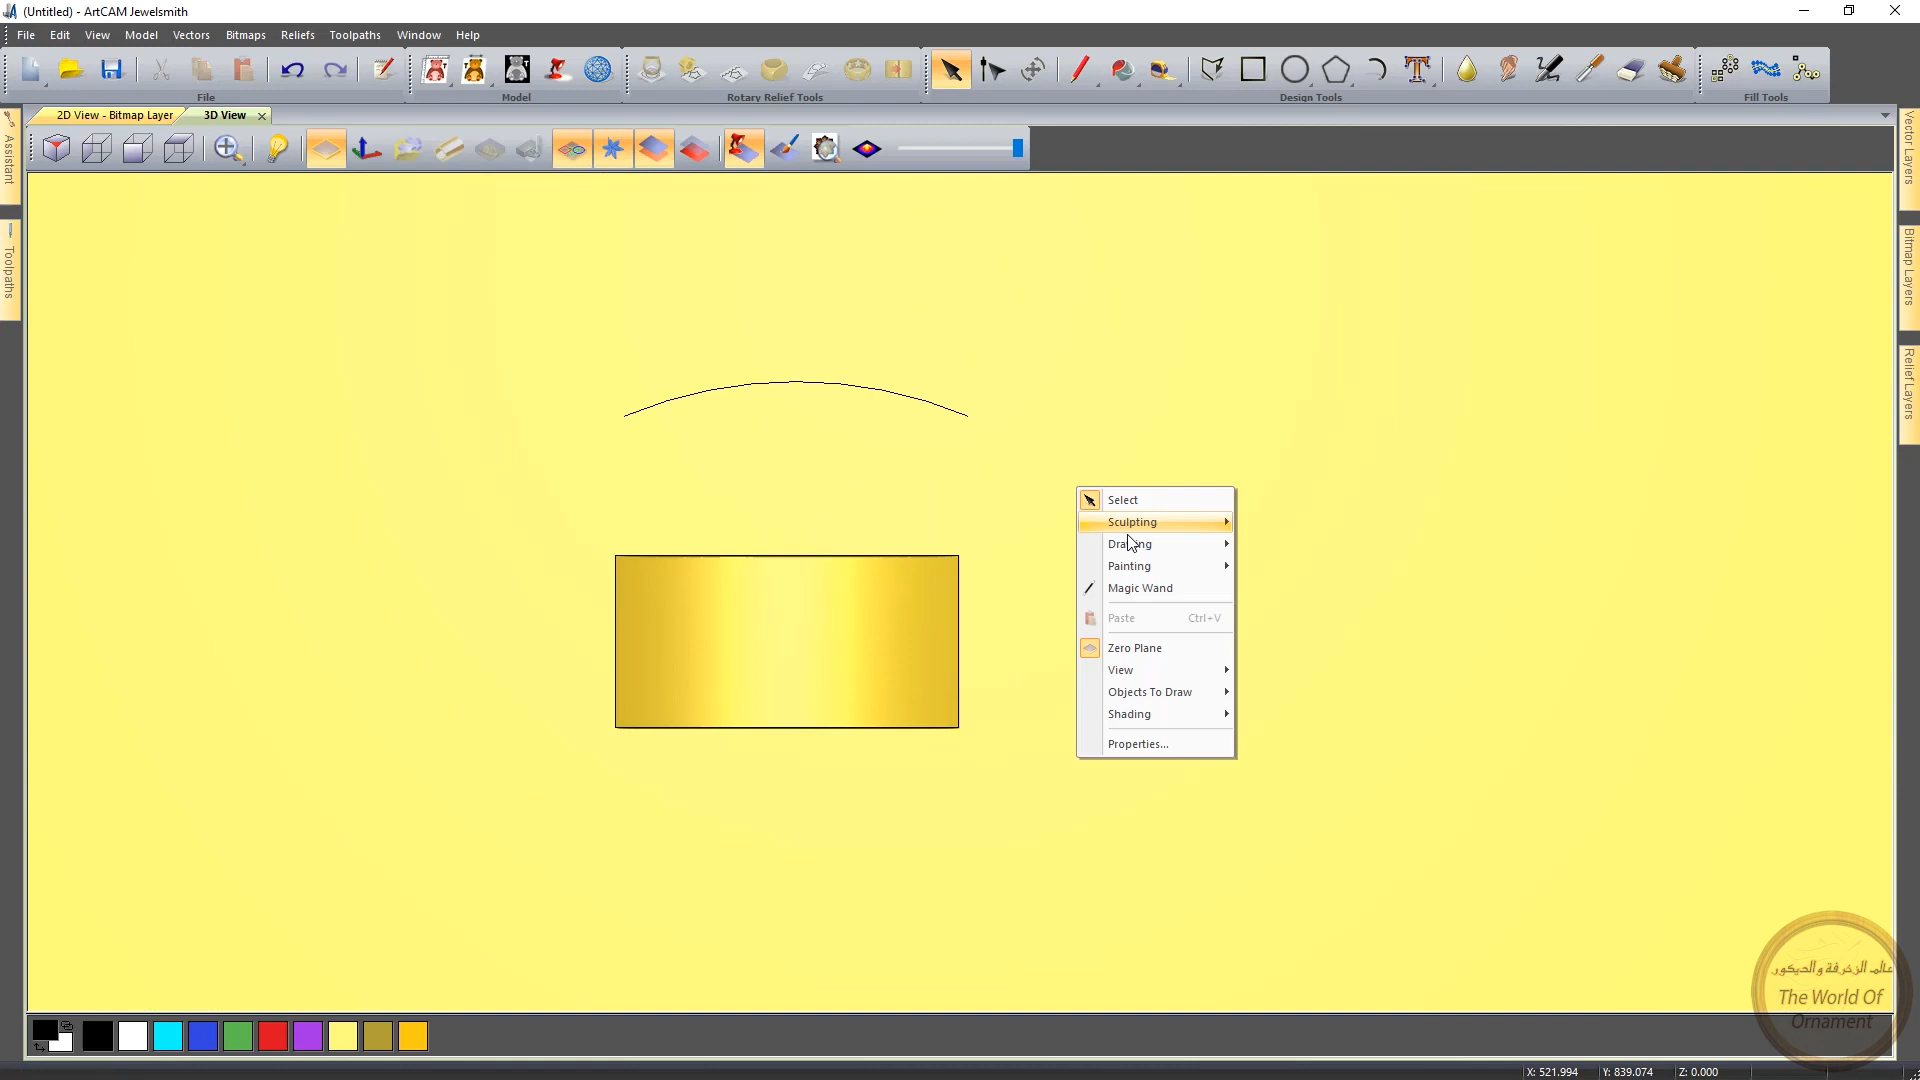 (Untitled) - ArtCAM Jewelsmith
File Edit View Model Vectors Bitmaps Reliefs Toolpaths Window Help
File Model Rotary Relief Tools Design Tools Fill Tools
2D View - Bitmap Layer 3D View
Assistant
Toolpaths
Vector Layers
Bitmap Layers
Relief Layers
Select
Sculpting
Drawing
Painting
Magic Wand
Paste Ctrl+V
Zero Plane
View
Objects To Draw
Shading
Properties...
عالم الزخرفة والديكور
The World Of
Ornament
X: 521.994 Y: 839.074 Z: 0.000